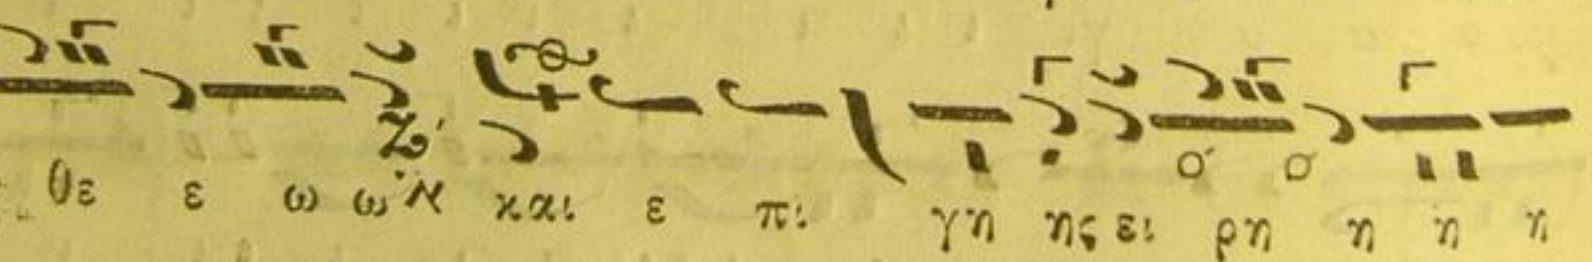 θε ε ω ω και ε πι γη ης ει ρη η η η